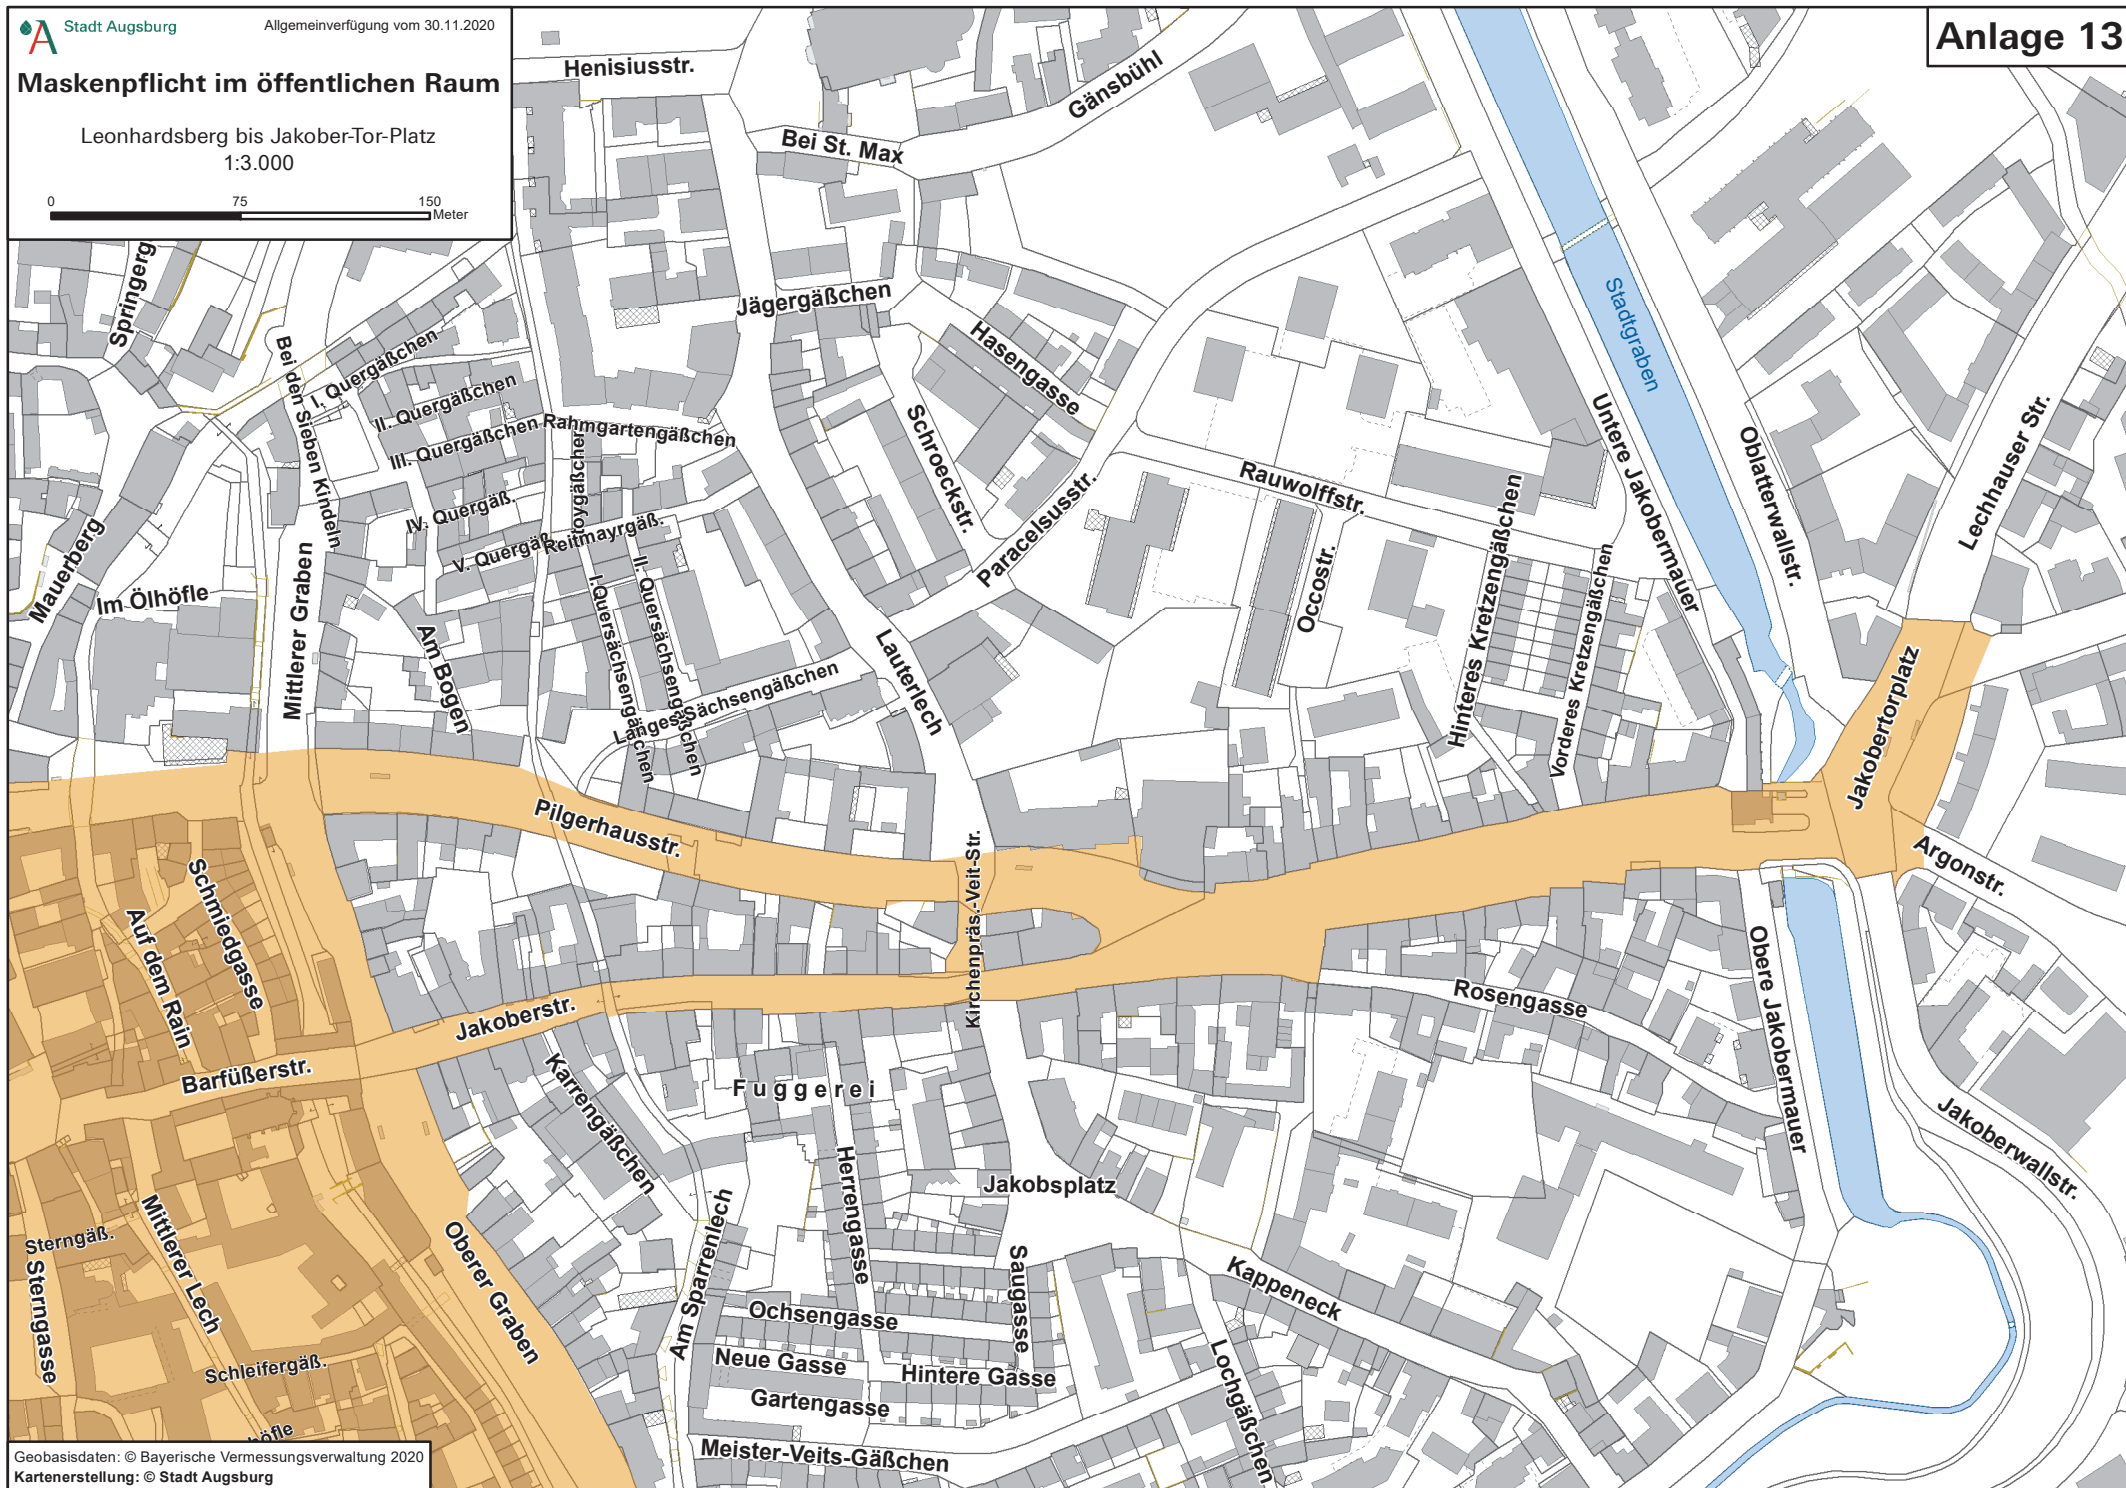 Stadt Augsburg
Allgemeinverfügung vom 30.11.2020
Maskenpflicht im öffentlichen Raum
Leonhardsberg bis Jakober-Tor-Platz
1:3.000
0 75 150
Meter
Anlage 13
Henisiusstr.
Gänsbühl
Bei St. Max
Springerg
Jägergäßchen
Hasengasse
Stadtgraben
Bei den Sieben Kindeln
I. Quergäßchen
II. Quergäßchen
III. Quergäßchen
Rahmgartengäßchen
IV. Quergäß.
V. Quergäß.
Reitmayrgäß.
Schroeckstr.
Paracelsusstr.
Rauwolffstr.
Untere Jakobermauer
Oblatterwallstr.
Lechhauser Str.
Mauerberg
Im Ölhöfle
Mittlerer Graben
Am Bogen
I. Quersächsengäßchen
II. Quersächsengäßchen
Langes Sächsengäßchen
Lauterlech
Occostr.
Hinteres Kretzengäßchen
Vorderes Kretzengäßchen
Jakobertorplatz
Pilgerhausstr.
Kirchenpräs.-Veit-Str.
Argonstr.
Schmiedgasse
Auf dem Rain
Jakoberstr.
Barfüßerstr.
Rosengasse
Obere Jakobermauer
Karrengäßchen
Fuggerei
Herrengasse
Jakobsplatz
Jakoberwallstr.
Sterngäß.
Sterngasse
Mittlerer Lech
Oberer Graben
Am Sparrenlech
Saugasse
Kappeneck
Ochsengasse
Schleifergäß.
Neue Gasse
Hintere Gasse
Gartengasse
Lochgäßchen
höfle
Meister-Veits-Gäßchen
Geobasisdaten: © Bayerische Vermessungsverwaltung 2020
Kartenerstellung: © Stadt Augsburg